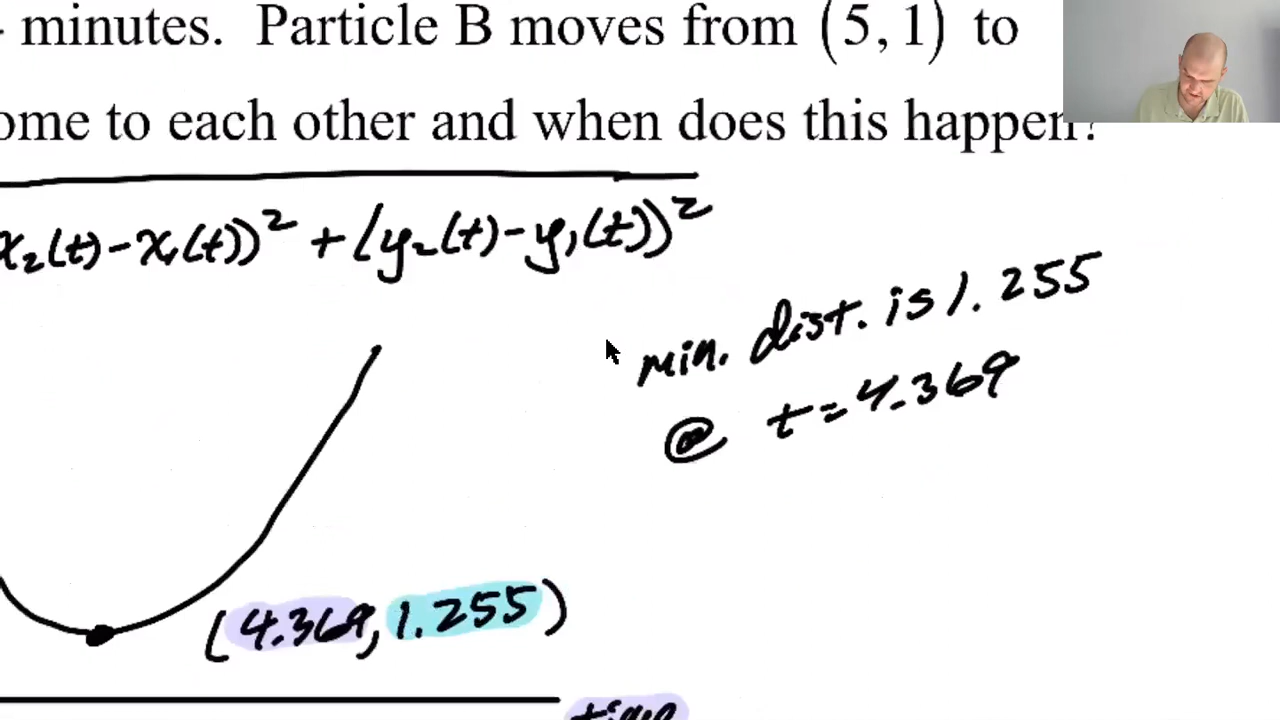 minutes. Particle B moves from (5, 1) to
ome to each other and when does this happen?
x₂(t) - x₁(t))² + (y₂(t) - y₁(t))²
min. dist. is 1.255
@ t = 4.369
(4.369, 1.255)
time